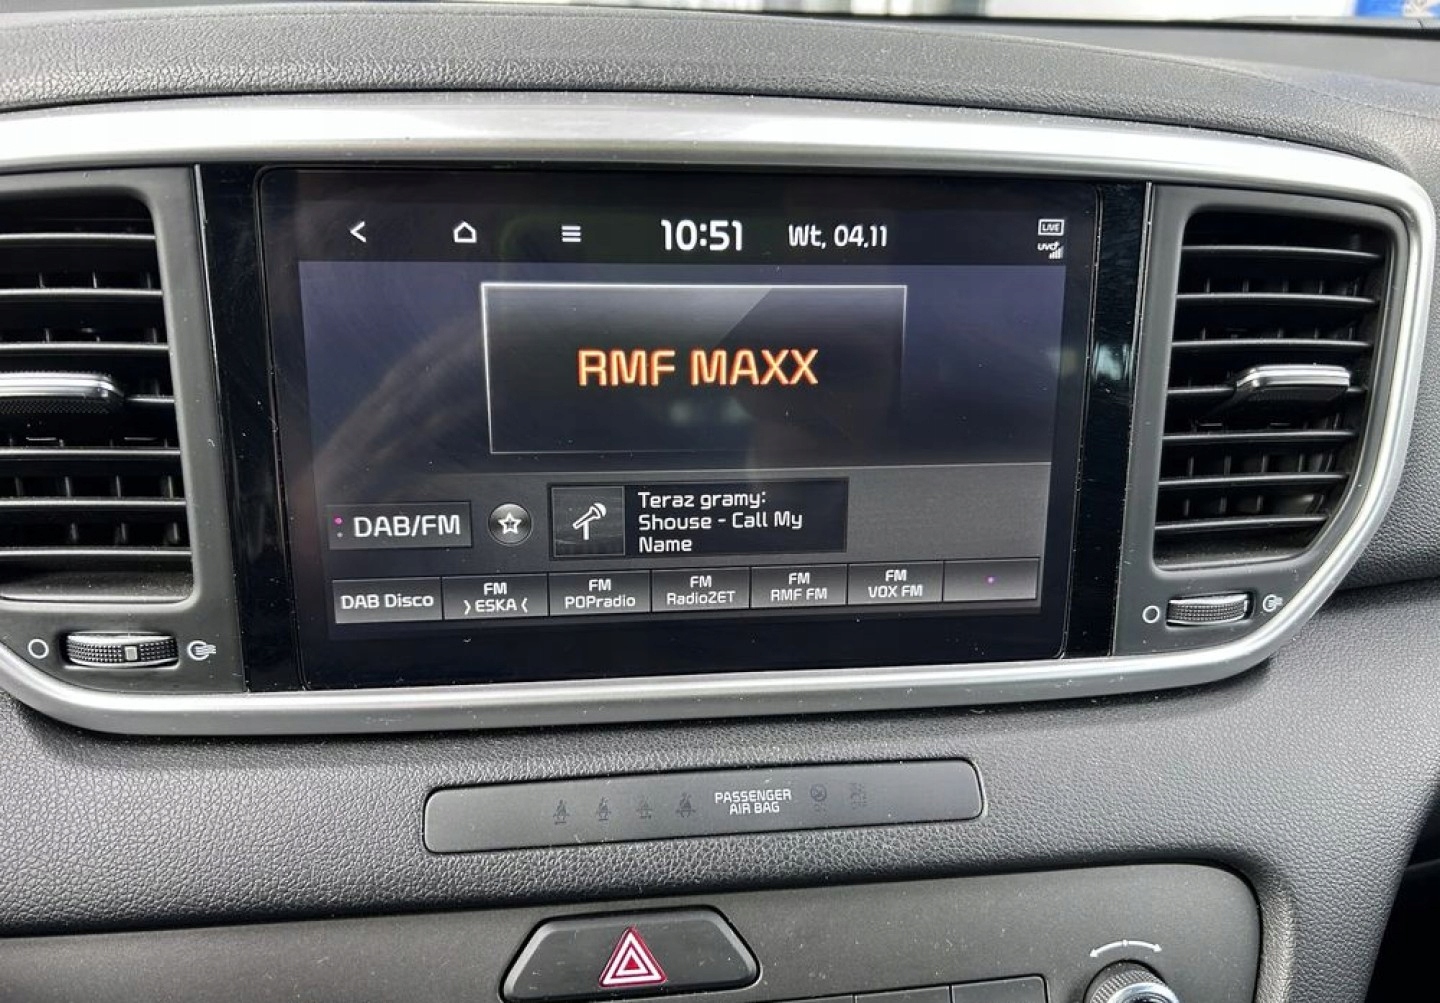 10:51 Wt, 04.11
LIVE
UVO
RMF MAXX
DAB/FM
Teraz gramy:
Shouse - Call My
Name
DAB Disco
FM
❭ESKA❬
FM
POPradio
FM
RadioZET
FM
RMF FM
FM
VOX FM
PASSENGER
AIR BAG